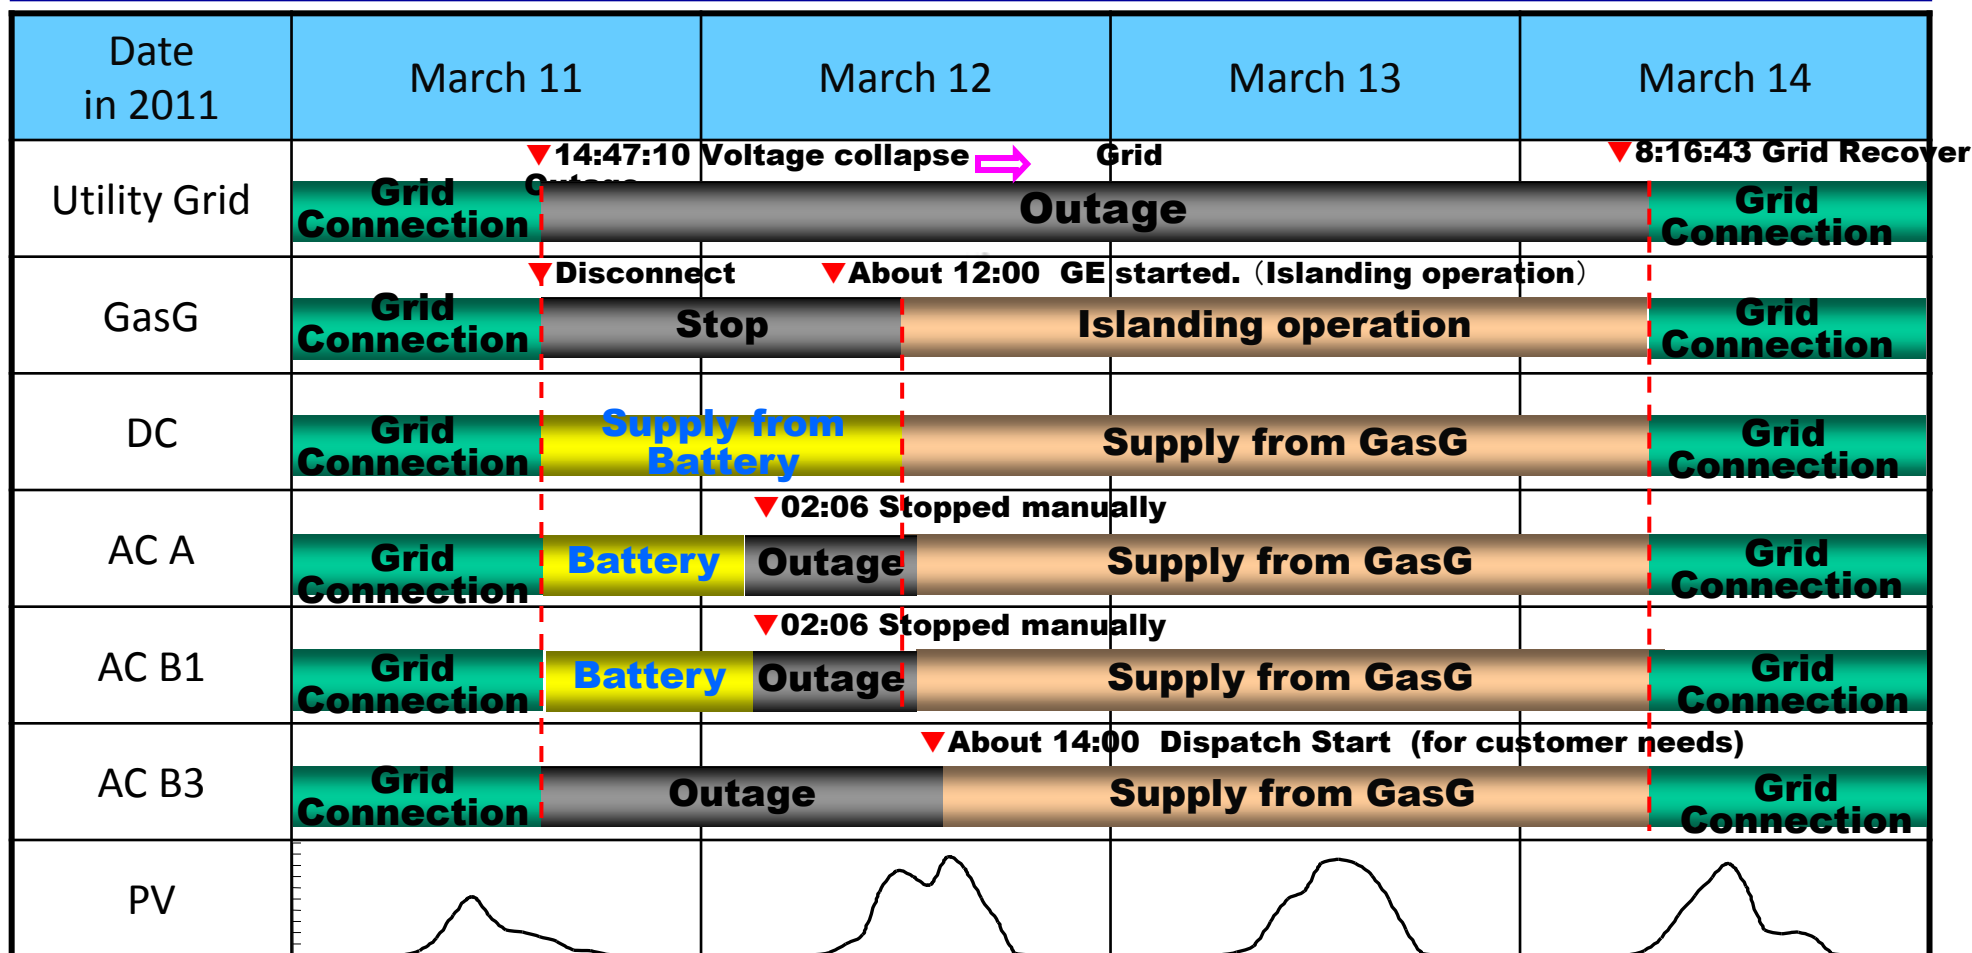 Date
in 2011
March 11
March 12
March 13
March 14
Utility Grid
▼14:47:10 Voltage collapse ⇨ Grid
Outage
▼8:16:43 Grid Recover
Grid
Connection
Outage
Grid
Connection
GasG
▼Disconnect
▼About 12:00 GE started.（Islanding operation）
Grid
Connection
Stop
Islanding operation
Grid
Connection
DC
Grid
Connection
Supply from
Battery
Supply from GasG
Grid
Connection
AC A
▼02:06 Stopped manually
Grid
Connection
Battery
Outage
Supply from GasG
Grid
Connection
AC B1
▼02:06 Stopped manually
Grid
Connection
Battery
Outage
Supply from GasG
Grid
Connection
AC B3
▼About 14:00 Dispatch Start (for customer needs)
Grid
Connection
Outage
Supply from GasG
Grid
Connection
PV